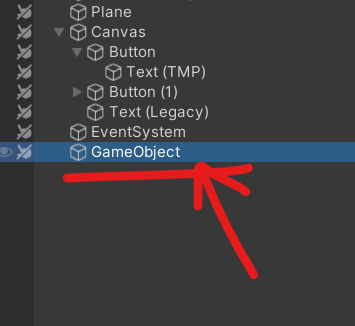 Plane
Canvas
Button
Text (TMP)
Button (1)
Text (Legacy)
EventSystem
GameObject